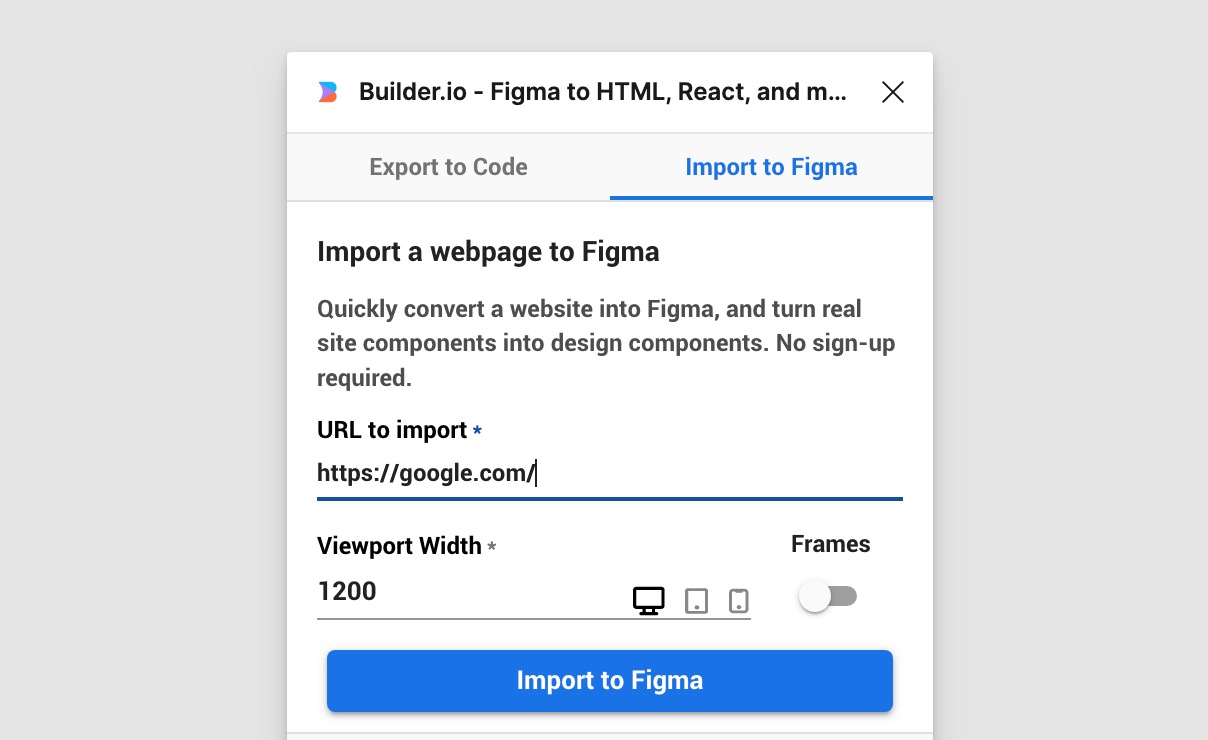 Builder.io - Figma to HTML, React, and m...
Export to Code
Import to Figma
Import a webpage to Figma
Quickly convert a website into Figma, and turn real
site components into design components. No sign-up
required.
URL to import *
https://google.com/
Viewport Width *
Frames
1200
Import to Figma